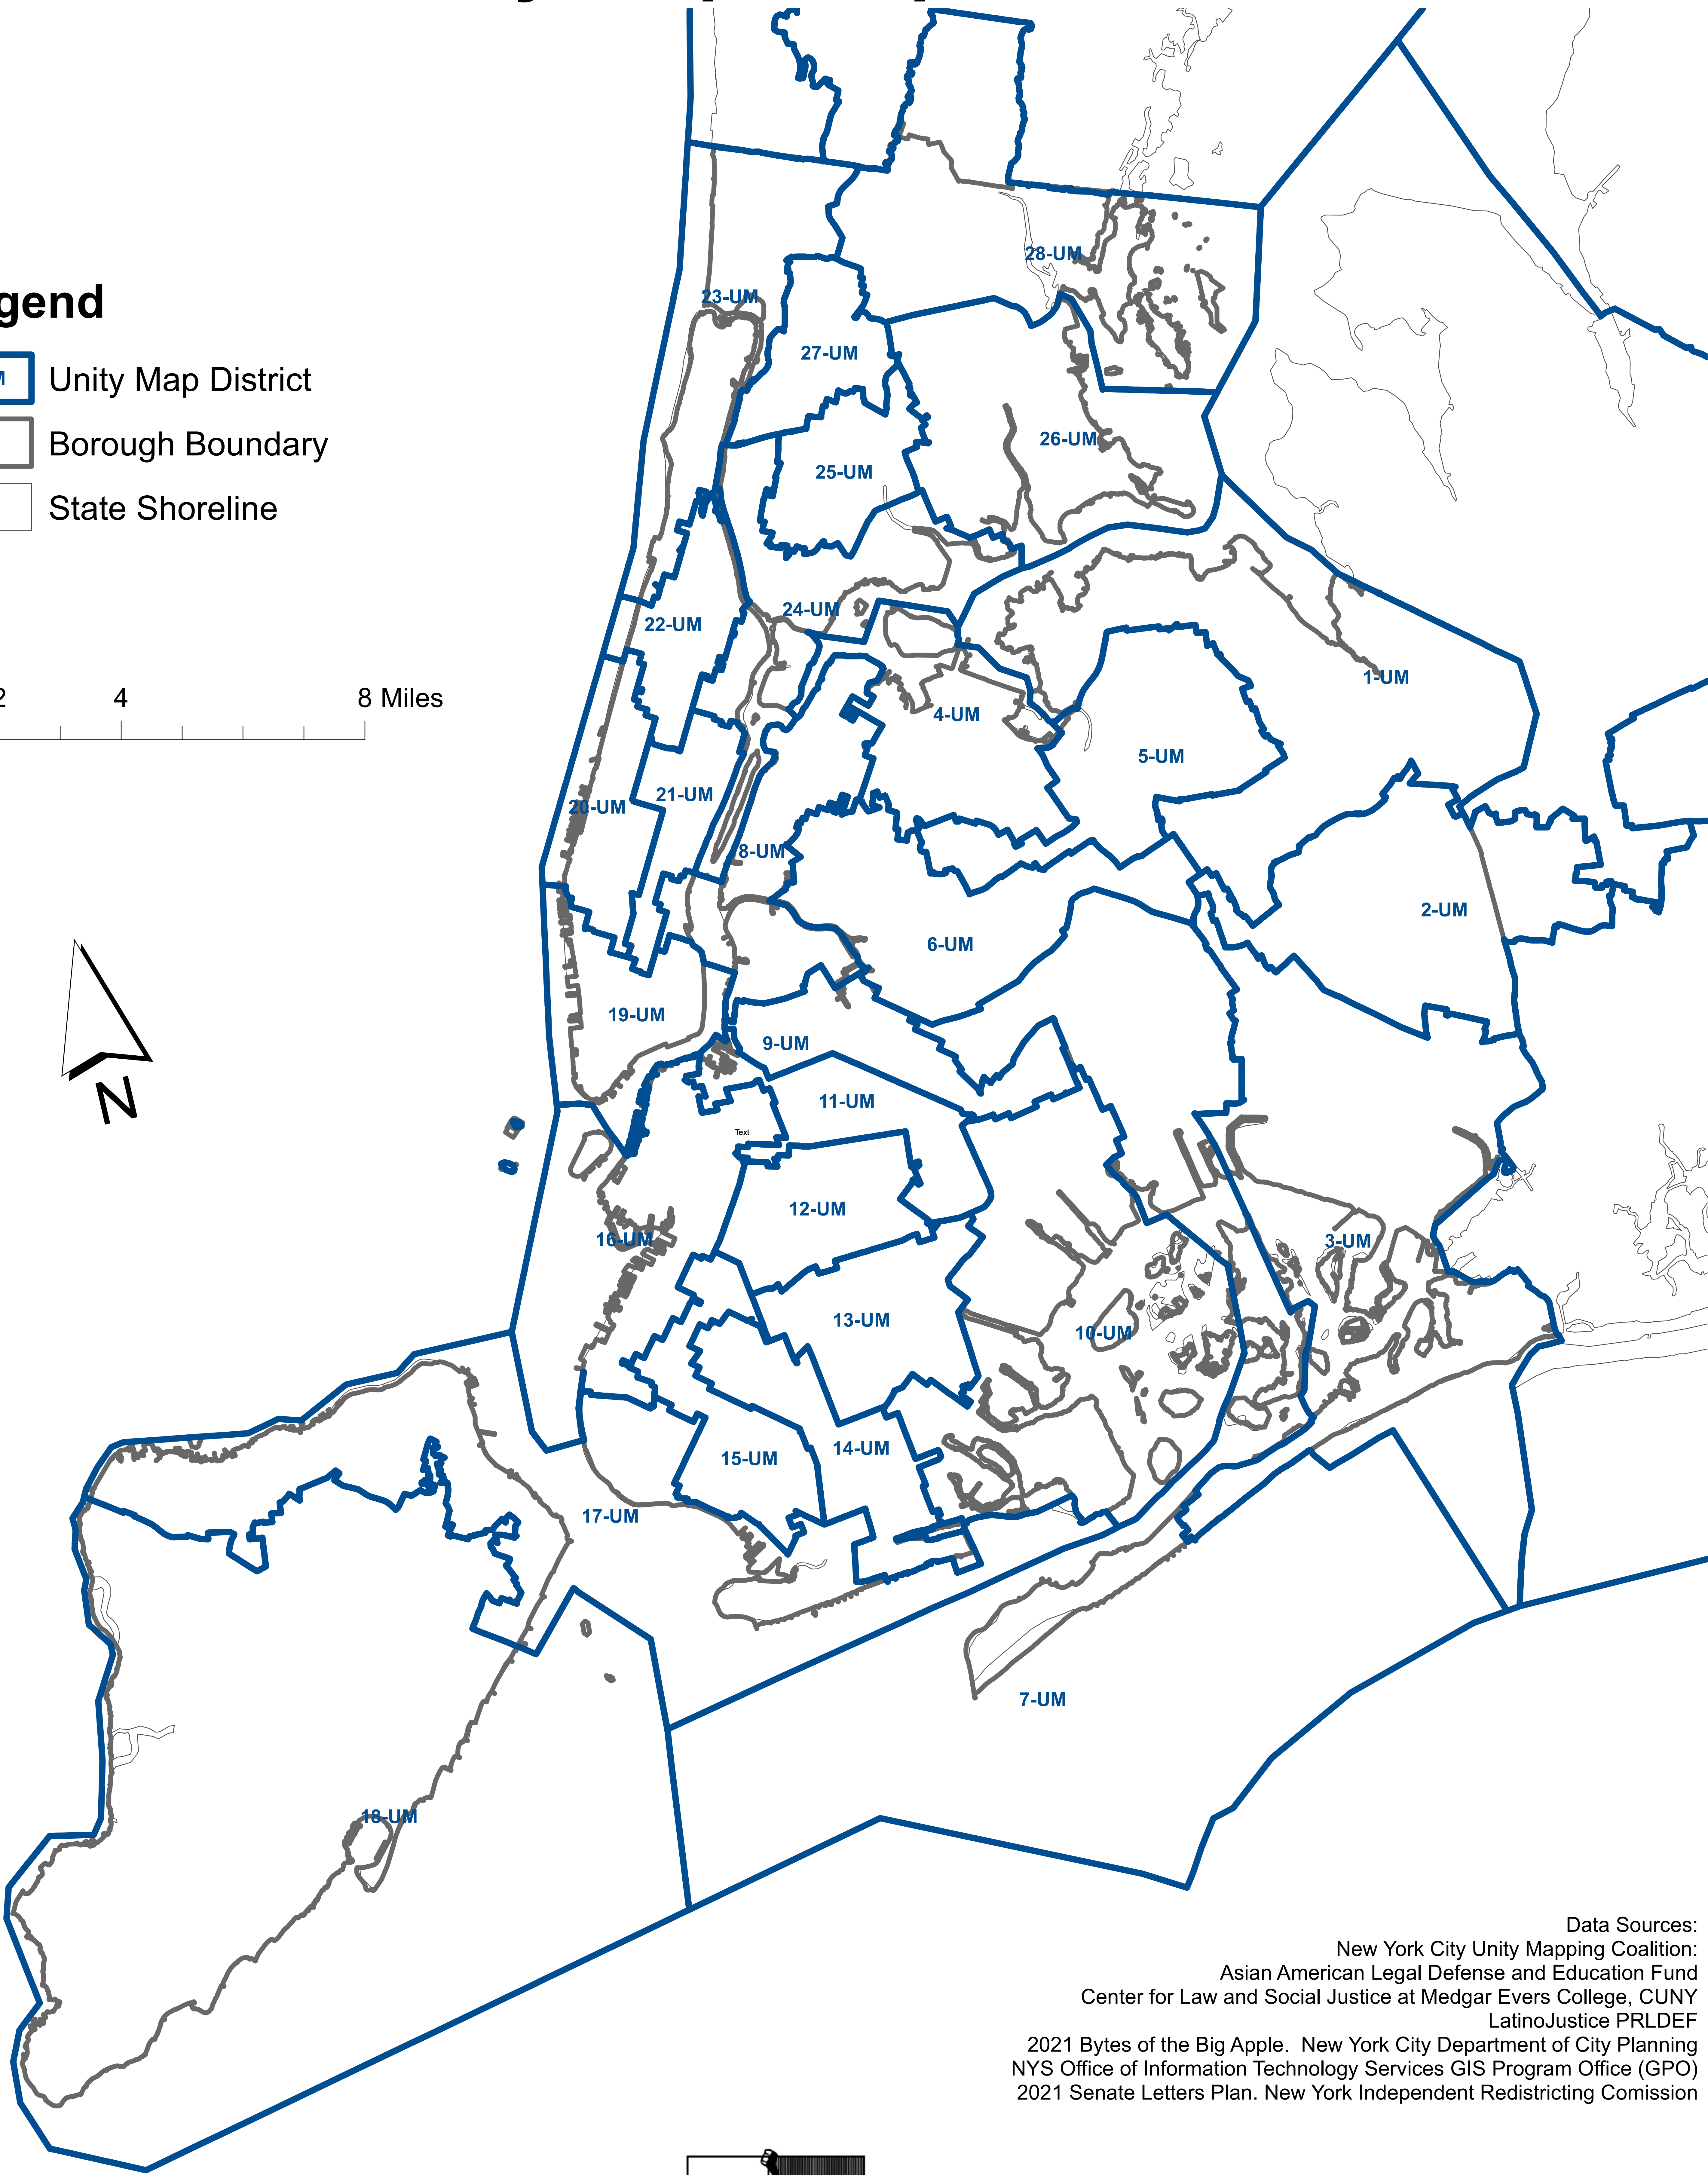 28-UM
23-UM
gend
27-UM
Unity Map District
Borough Boundary
26-UM
25-UM
State Shoreline
24-UM
22-UM
1-UM
2 4 8 Miles
4-UM
5-UM
21-UM
20-UM
8-UM
2-UM
6-UM
19-UM
9-UM
N
11-UM
Text
12-UM
16-UM
3-UM
13-UM
10-UM
14-UM
15-UM
17-UM
7-UM
18-UM
Data Sources:
New York City Unity Mapping Coalition:
Asian American Legal Defense and Education Fund
Center for Law and Social Justice at Medgar Evers College, CUNY
LatinoJustice PRLDEF
2021 Bytes of the Big Apple. New York City Department of City Planning
NYS Office of Information Technology Services GIS Program Office (GPO)
2021 Senate Letters Plan. New York Independent Redistricting Comission